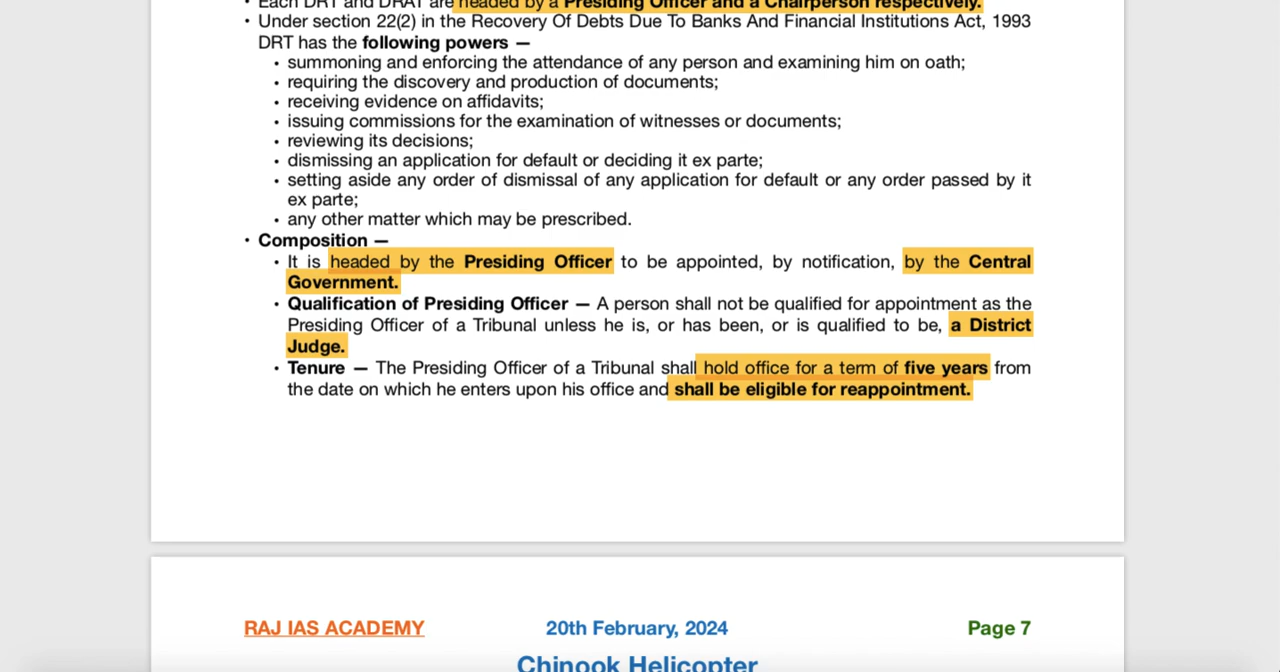 • Each DRT and DRAT are headed by a Presiding Officer and a Chairperson respectively.
• Under section 22(2) in the Recovery Of Debts Due To Banks And Financial Institutions Act, 1993
DRT has the following powers —
• summoning and enforcing the attendance of any person and examining him on oath;
• requiring the discovery and production of documents;
• receiving evidence on affidavits;
• issuing commissions for the examination of witnesses or documents;
• reviewing its decisions;
• dismissing an application for default or deciding it ex parte;
• setting aside any order of dismissal of any application for default or any order passed by it
ex parte;
• any other matter which may be prescribed.
• Composition —
• It is headed by the Presiding Officer to be appointed, by notification, by the Central
Government.
• Qualification of Presiding Officer — A person shall not be qualified for appointment as the
Presiding Officer of a Tribunal unless he is, or has been, or is qualified to be, a District
Judge.
• Tenure — The Presiding Officer of a Tribunal shall hold office for a term of five years from
the date on which he enters upon his office and shall be eligible for reappointment.
RAJ IAS ACADEMY 20th February, 2024 Page 7
Chinook Helicopter